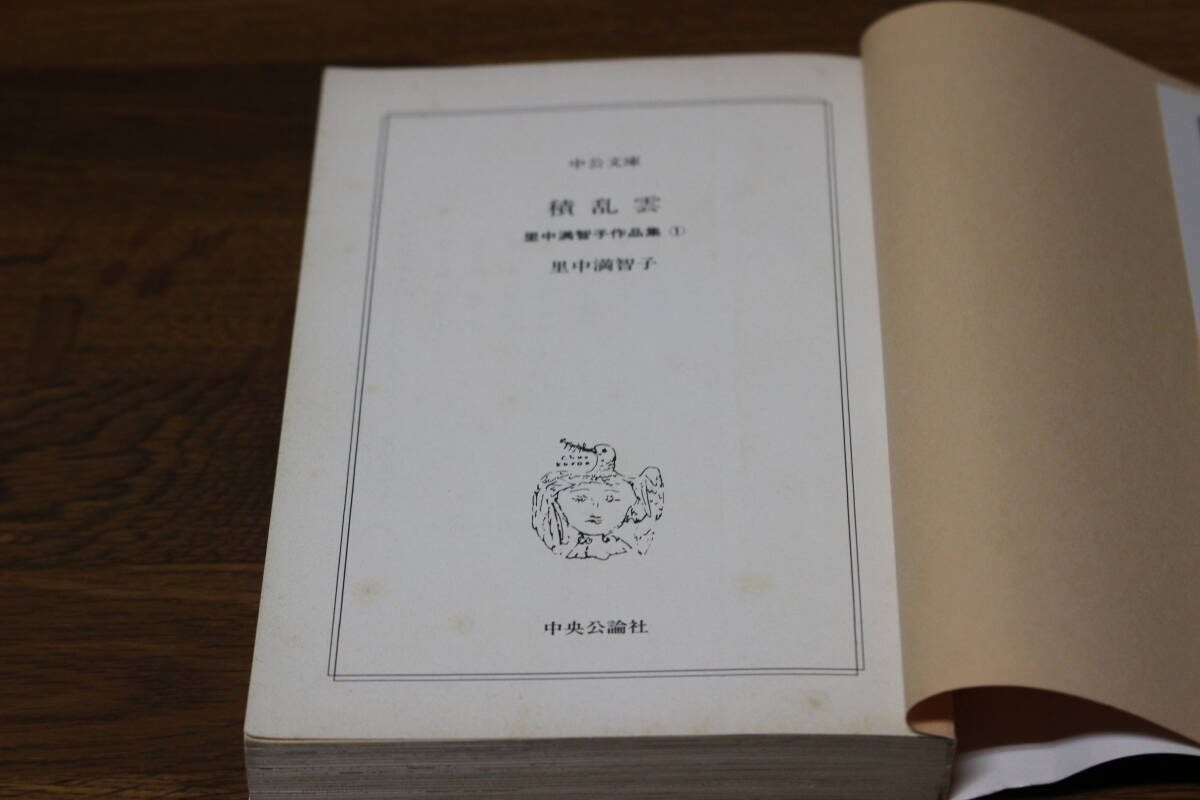 中公文庫
積乱雲
里中満智子作品集 ①
里中満智子
中央公論社